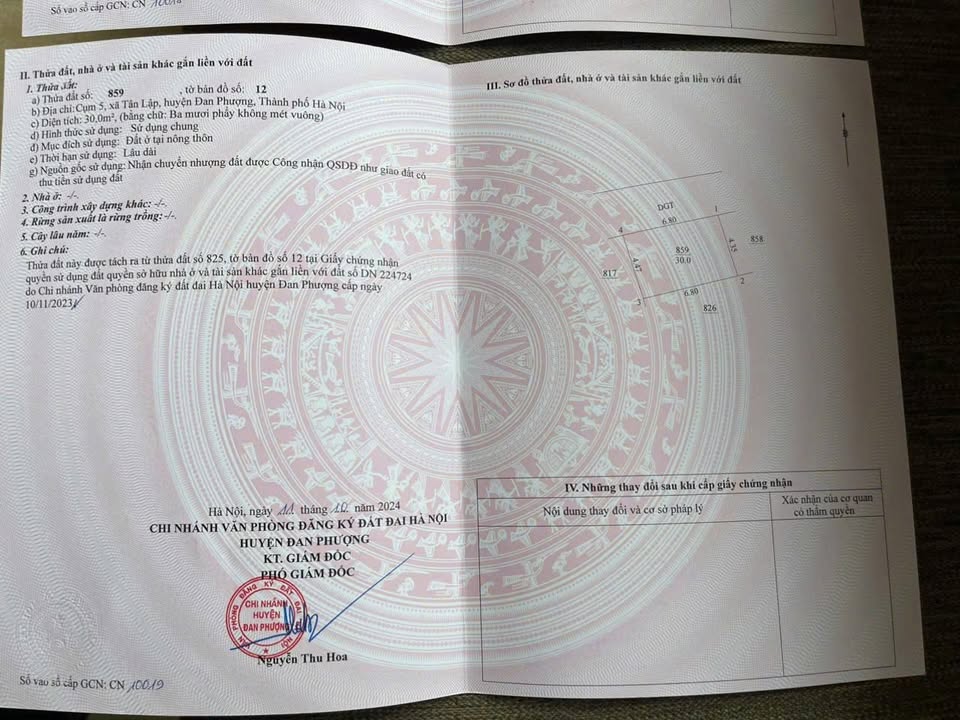 Số vào sổ cấp GCN: CN 10018
II. Thửa đất, nhà ở và tài sản khác gắn liền với đất
1. Thửa đất:
a) Thửa đất số: 859 , tờ bản đồ số: 12
b) Địa chỉ: Cụm 5, xã Tân Lập, huyện Đan Phượng, Thành phố Hà Nội
c) Diện tích: 30,0m², (bằng chữ: Ba mươi phẩy không mét vuông)
d) Hình thức sử dụng: Sử dụng chung
đ) Mục đích sử dụng: Đất ở tại nông thôn
e) Thời hạn sử dụng: Lâu dài
g) Nguồn gốc sử dụng: Nhận chuyển nhượng đất được Công nhận QSDĐ như giao đất có
thu tiền sử dụng đất
2. Nhà ở: -/-.
3. Công trình xây dựng khác: -/-.
4. Rừng sản xuất là rừng trồng: -/-.
5. Cây lâu năm: -/-.
6. Ghi chú:
Thửa đất này được tách ra từ thửa đất số 825, tờ bản đồ số 12 tại Giấy chứng nhận
quyền sử dụng đất quyền sở hữu nhà ở và tài sản khác gắn liền với đất số DN 224724
do Chi nhánh Văn phòng đăng ký đất đai Hà Nội huyện Đan Phượng cấp ngày
10/11/2023
Hà Nội, ngày 11 tháng 10 năm 2024
CHI NHÁNH VĂN PHÒNG ĐĂNG KÝ ĐẤT ĐAI HÀ NỘI
HUYỆN ĐAN PHƯỢNG
KT. GIÁM ĐỐC
PHÓ GIÁM ĐỐC
VĂN PHÒNG ĐĂNG KÝ ĐẤT ĐAI
CHI NHÁNH
HUYỆN
ĐAN PHƯỢNG
NỘI
Nguyễn Thu Hoa
Số vào sổ cấp GCN: CN 10019
III. Sơ đồ thửa đất, nhà ở và tài sản khác gắn liền với đất
B
DGT
6.80
4
1
859
30.0
858
4.35
817
4.47
3
6.80
2
826
IV. Những thay đổi sau khi cấp giấy chứng nhận
Nội dung thay đổi và cơ sở pháp lý
Xác nhận của cơ quan
có thẩm quyền